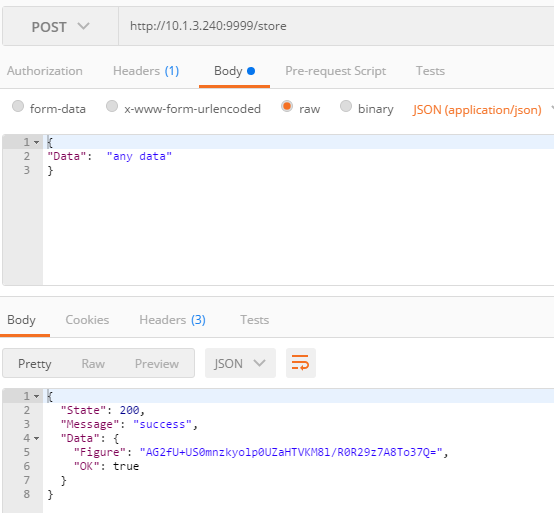 POST http://10.1.3.240:9999/store
Authorization Headers (1) Body Pre-request Script Tests
form-data x-www-form-urlencoded raw binary JSON (application/json)
1 {
2 "Data": "any data"
3 }
Body Cookies Headers (3) Tests
Pretty Raw Preview JSON
1 {
2 "State": 200,
3 "Message": "success",
4 "Data": {
5 "Figure": "AG2fU+US0mnzkyolp0UZaHTVKM8l/R0R29z7A8To37Q=",
6 "OK": true
7 }
8 }